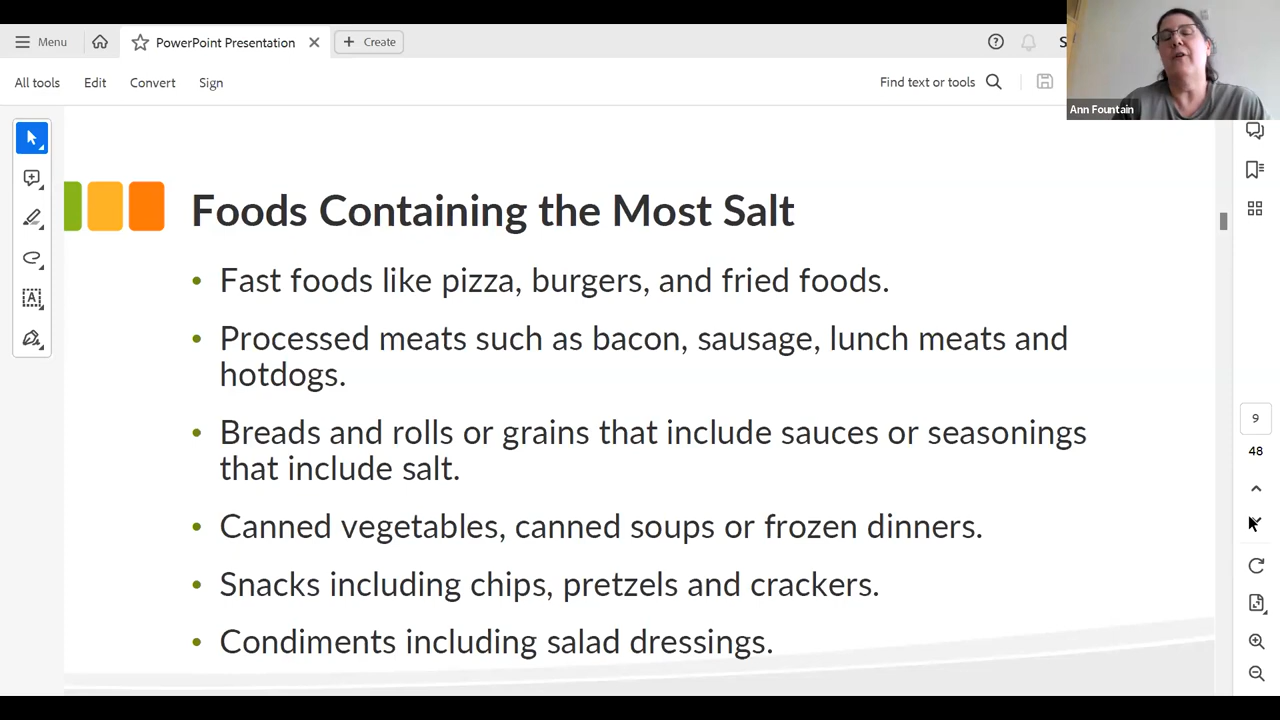 Menu
PowerPoint Presentation
Create
S
All tools
Edit
Convert
Sign
Find text or tools
Ann Fountain
Foods Containing the Most Salt
• Fast foods like pizza, burgers, and fried foods.
• Processed meats such as bacon, sausage, lunch meats and
hotdogs.
• Breads and rolls or grains that include sauces or seasonings
that include salt.
• Canned vegetables, canned soups or frozen dinners.
• Snacks including chips, pretzels and crackers.
• Condiments including salad dressings.
9
48